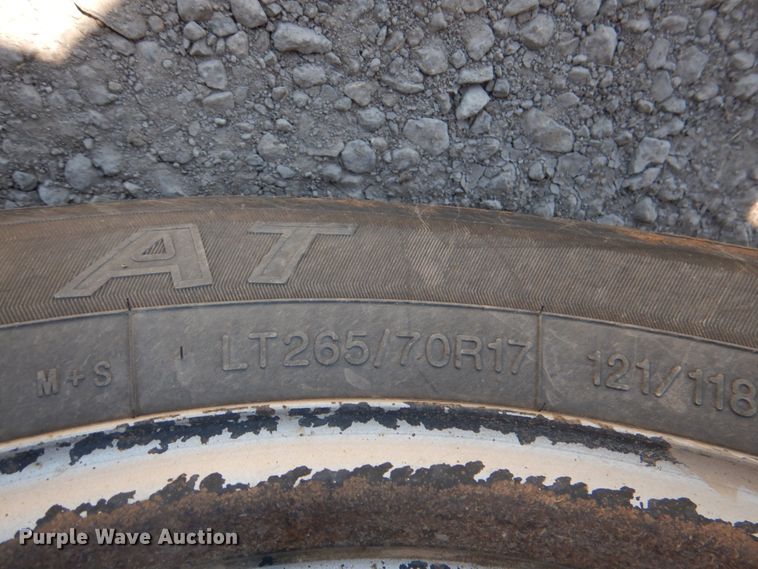 AT
M+S LT265/70R17 121/118
Purple Wave Auction